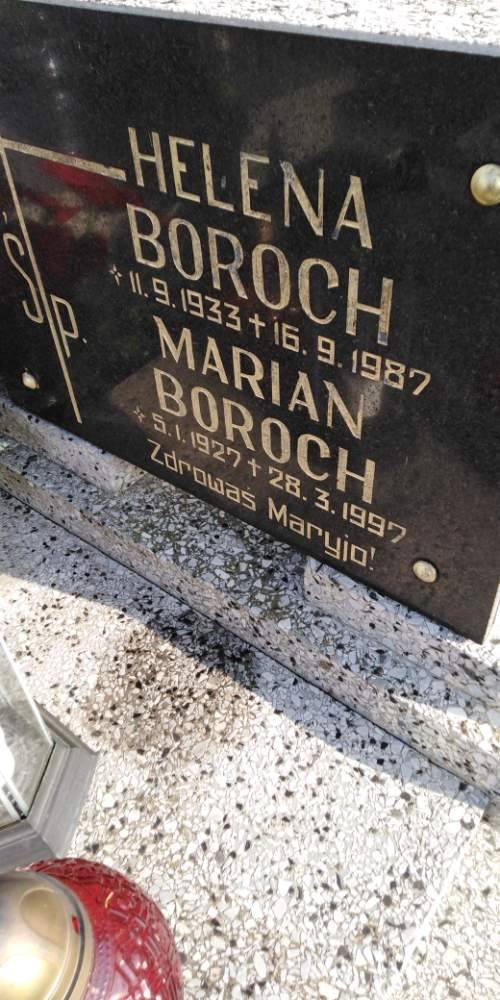 Ś.P.
HELENA
BOROCH
* 11.9.1933 + 16.9.1987
MARIAN
BOROCH
* 5.1.1927 + 28.3.1997
Zdrowaś Maryjo!